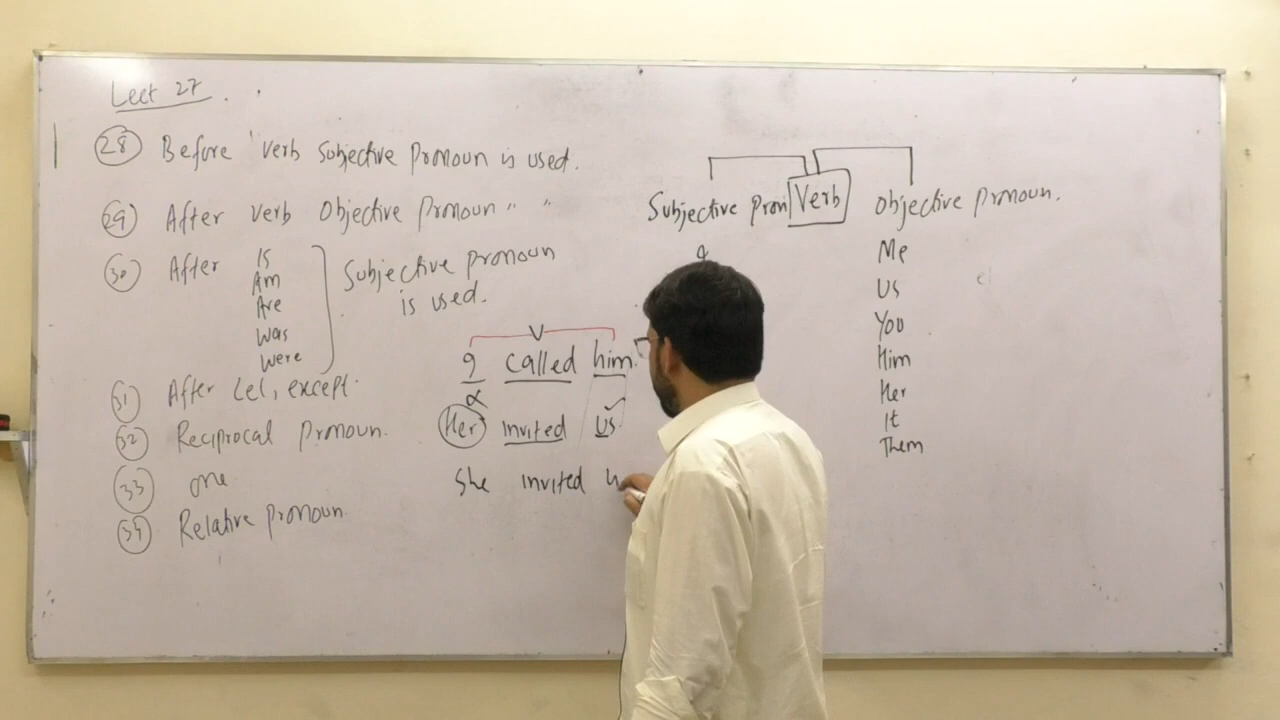 Lect 27
28 Before verb subjective pronoun is used.
29 After verb objective pronoun " "
30 After Is
Am
Are
Was
Were
Subjective pronoun
is used.
31 After Let, except.
32 Reciprocal pronoun.
33 one
34 Relative pronoun.
V
I called him.
Her invited us
She invited
Subjective Pron Verb objective pronoun.
Me
Us
You
Him
Her
It
Them